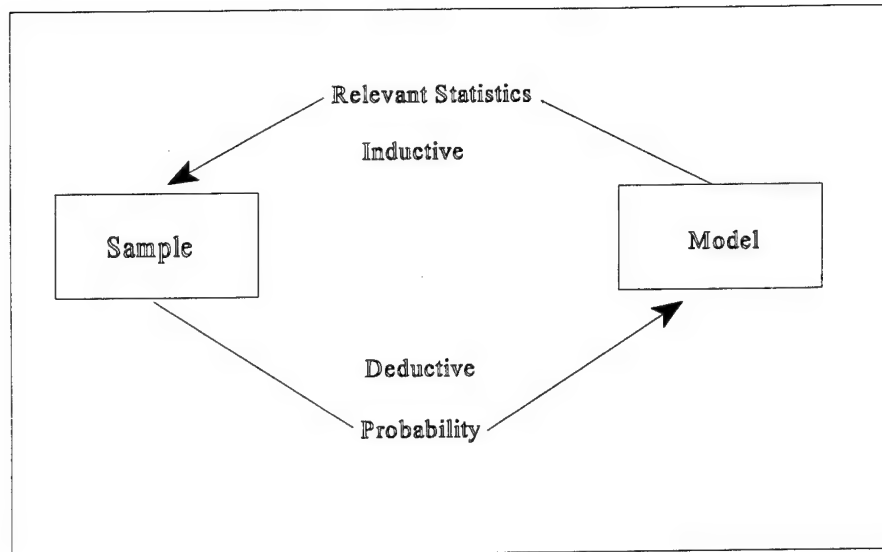 Relevant Statistics
Inductive
Sample
Model
Deductive
Probability